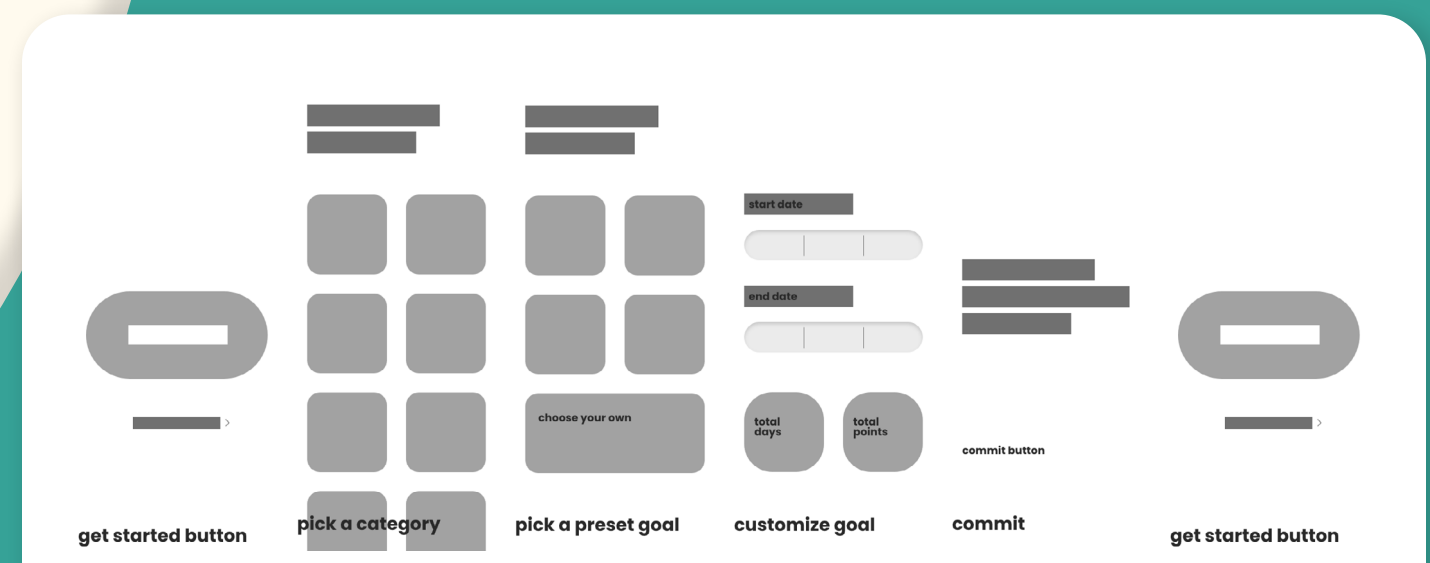 start date
end date
choose your own
total
days
total
points
commit button
get started button
pick a category
pick a preset goal
customize goal
commit
get started button